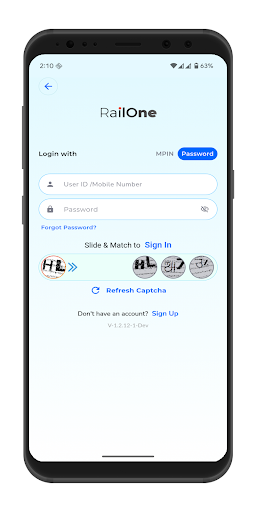 2:10 63%
RailOne
Login with MPIN Password
User ID /Mobile Number
Password
Forgot Password?
Slide & Match to Sign In
HL HL
Refresh Captcha
Don't have an account? Sign Up
V-1.2.12-1-Dev